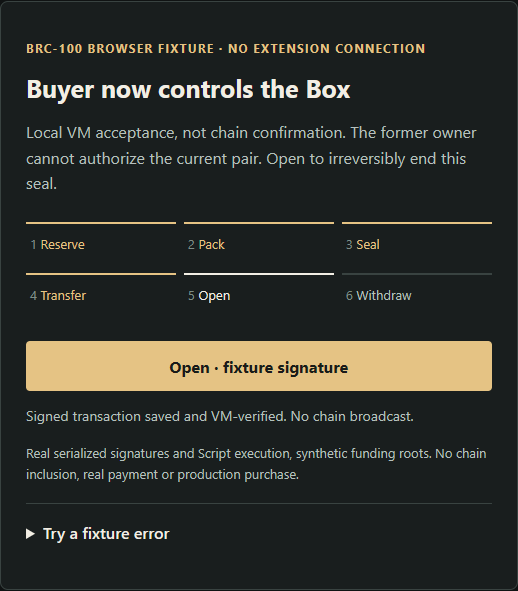 BRC-100 BROWSER FIXTURE · NO EXTENSION CONNECTION
Buyer now controls the Box
Local VM acceptance, not chain confirmation. The former owner
cannot authorize the current pair. Open to irreversibly end this
seal.
1 Reserve
2 Pack
3 Seal
4 Transfer
5 Open
6 Withdraw
Open · fixture signature
Signed transaction saved and VM-verified. No chain broadcast.
Real serialized signatures and Script execution, synthetic funding roots. No chain
inclusion, real payment or production purchase.
Try a fixture error